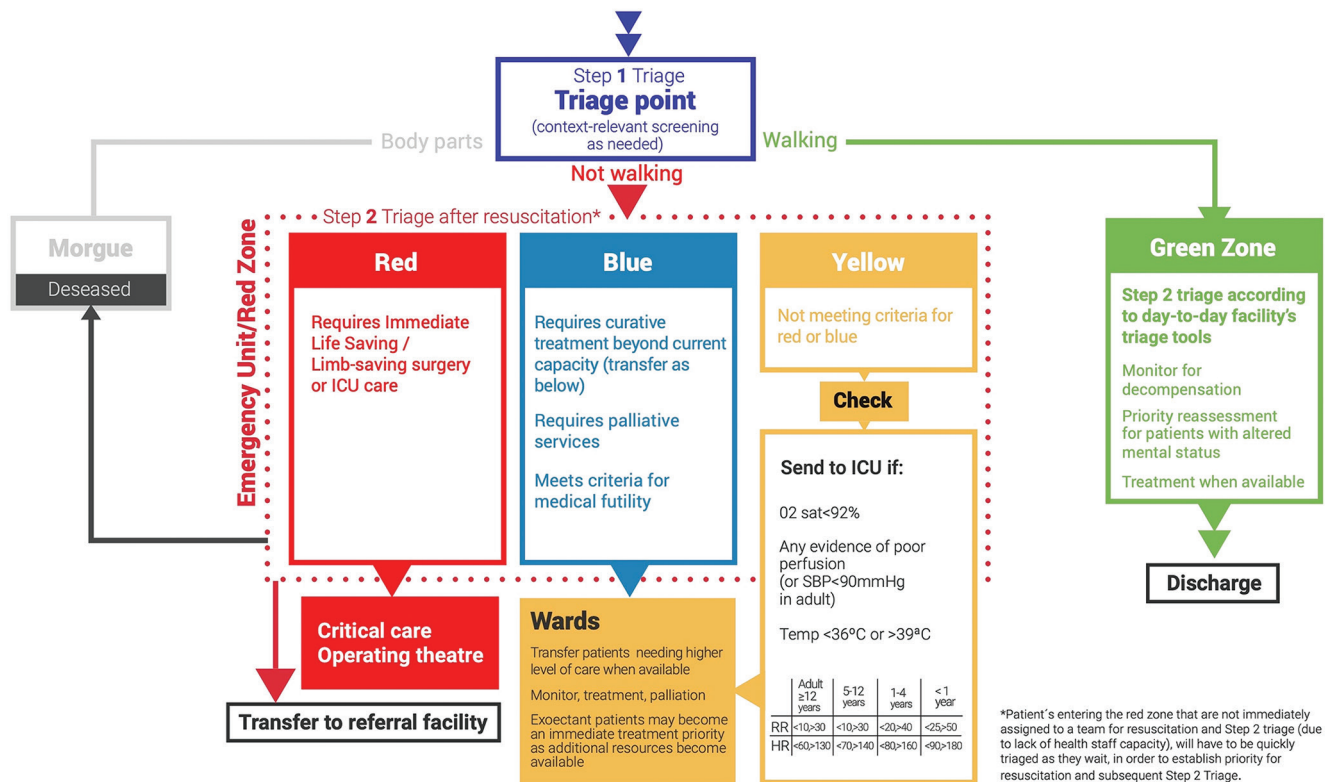 Step 1 Triage
Triage point
(context-relevant screening
as needed)
Body parts
Walking
Not walking
Morgue
Deseased
Emergency Unit/Red Zone
Step 2 Triage after resuscitation*
Red
Requires Immediate
Life Saving /
Limb-saving surgery
or ICU care
Blue
Requires curative
treatment beyond current
capacity (transfer as
below)
Requires palliative
services
Meets criteria for
medical futility
Yellow
Not meeting criteria for
red or blue
Check
Send to ICU if:
02 sat<92%
Any evidence of poor
perfusion
(or SBP<90mmHg
in adult)
Temp <36ºC or >39ªC
Adult ≥12 years | 5-12 years | 1-4 years | <1 year
RR <10,>30 <10,>30 <20,>40 <25,>50
HR <60,>130 <70,>140 <80,>160 <90,>180
Green Zone
Step 2 triage according
to day-to-day facility's
triage tools
Monitor for
decompensation
Priority reassessment
for patients with altered
mental status
Treatment when available
Discharge
Critical care
Operating theatre
Wards
Transfer patients needing higher
level of care when available
Monitor, treatment, palliation
Exoectant patients may become
an immediate treatment priority
as additional resources become
available
Transfer to referral facility
*Patient´s entering the red zone that are not immediately
assigned to a team for resuscitation and Step 2 triage (due
to lack of health staff capacity), will have to be quickly
triaged as they wait, in order to establish priority for
resuscitation and subsequent Step 2 Triage.